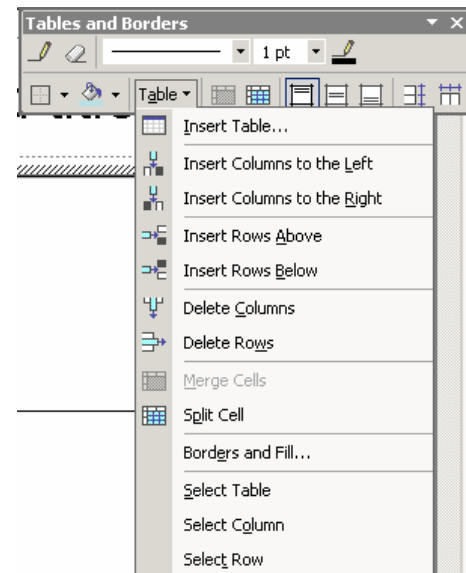 Tables and Borders
1 pt
Table
Insert Table...
Insert Columns to the Left
Insert Columns to the Right
Insert Rows Above
Insert Rows Below
Delete Columns
Delete Rows
Merge Cells
Split Cell
Borders and Fill...
Select Table
Select Column
Select Row